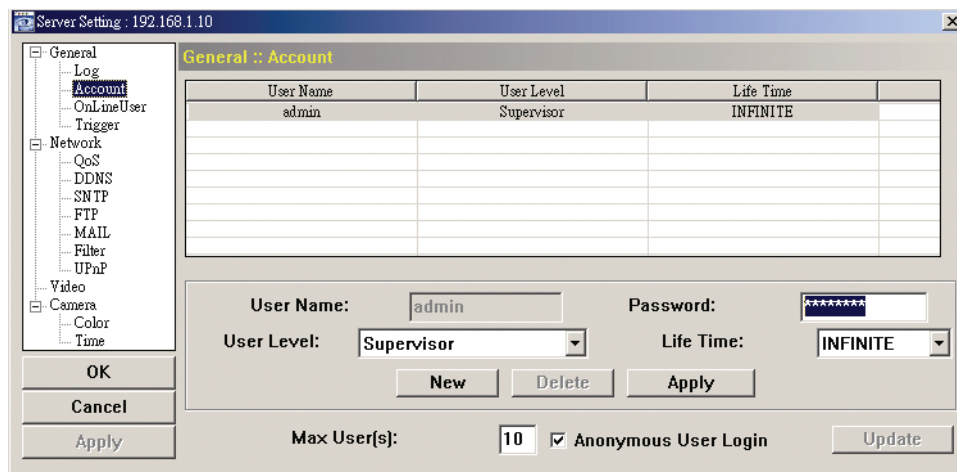 Server Setting : 192.168.1.10
General
Log
Account
OnLineUser
Trigger
Network
QoS
DDNS
SNTP
FTP
MAIL
Filter
UPnP
Video
Camera
Color
Time
OK
Cancel
Apply
General :: Account
User Name User Level Life Time
admin Supervisor INFINITE
User Name: admin Password: ********
User Level: Supervisor Life Time: INFINITE
New Delete Apply
Max User(s): 10 Anonymous User Login Update